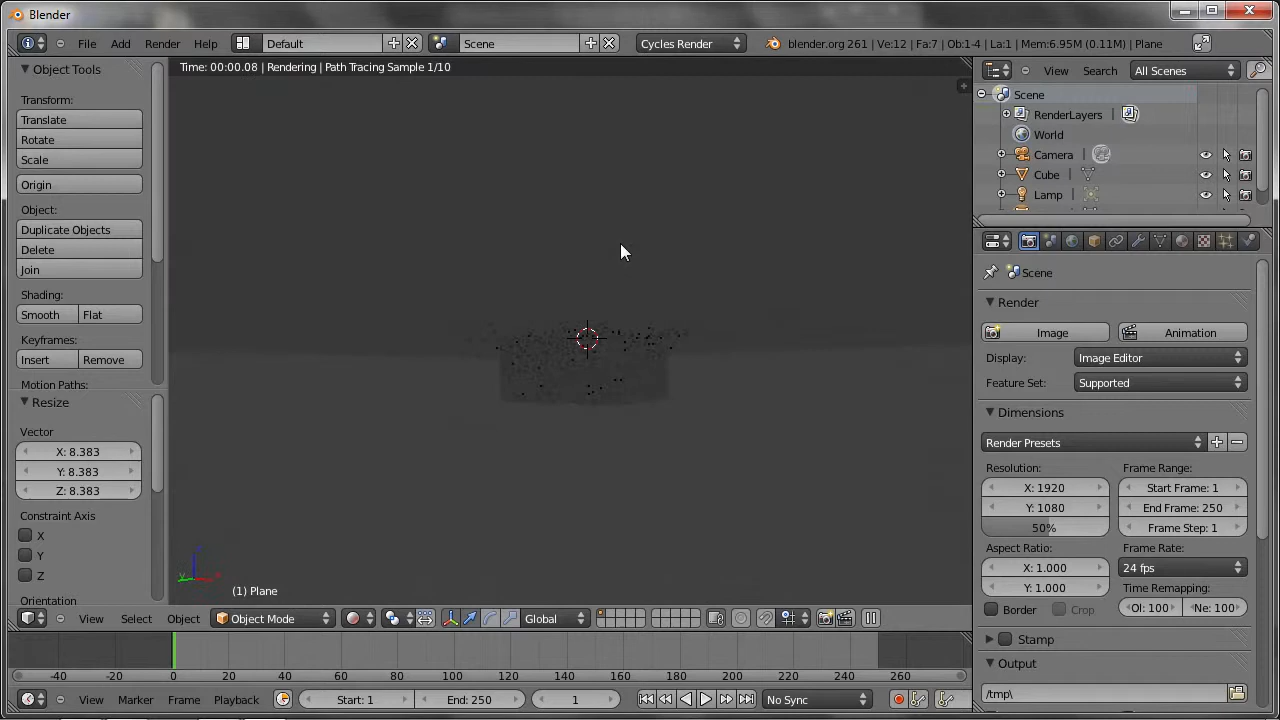 Blender
File Add Render Help Default Scene Cycles Render blender.org 261 | Ve:12 | Fa:7 | Ob:1-4 | La:1 | Mem:6.95M (0.11M) | Plane
Object Tools
Transform:
Translate
Rotate
Scale
Origin
Object:
Duplicate Objects
Delete
Join
Shading:
Smooth Flat
Keyframes:
Insert Remove
Motion Paths:
Resize
Vector
X: 8.383
Y: 8.383
Z: 8.383
Constraint Axis
X
Y
Z
Orientation
Time: 00:00.08 | Rendering | Path Tracing Sample 1/10
(1) Plane
View Select Object Object Mode Global
-40 -20 0 20 40 60 80 100 120 140 160 180 200 220 240 260
View Marker Frame Playback Start: 1 End: 250 1 No Sync
View Search All Scenes
Scene
RenderLayers |
World
Camera |
Cube |
Lamp |
Scene
Render
Image Animation
Display: Image Editor
Feature Set: Supported
Dimensions
Render Presets
Resolution: Frame Range:
X: 1920 Start Frame: 1
Y: 1080 End Frame: 250
50% Frame Step: 1
Aspect Ratio: Frame Rate:
X: 1.000 24 fps
Y: 1.000 Time Remapping:
Border Crop Ol: 100 Ne: 100
Stamp
Output
/tmp\